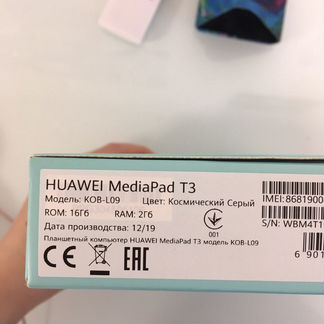 HUAWEI MediaPad T3
Модель: KOB-L09 Цвет: Космический Серый
ROM: 16Гб RAM: 2Гб
Дата производства: 12/19
001
Планшетный компьютер HUAWEI MediaPad T3 модель KOB-L09
CE EAC
IMEI: 8681900
S/N: WBM4T1
6 901